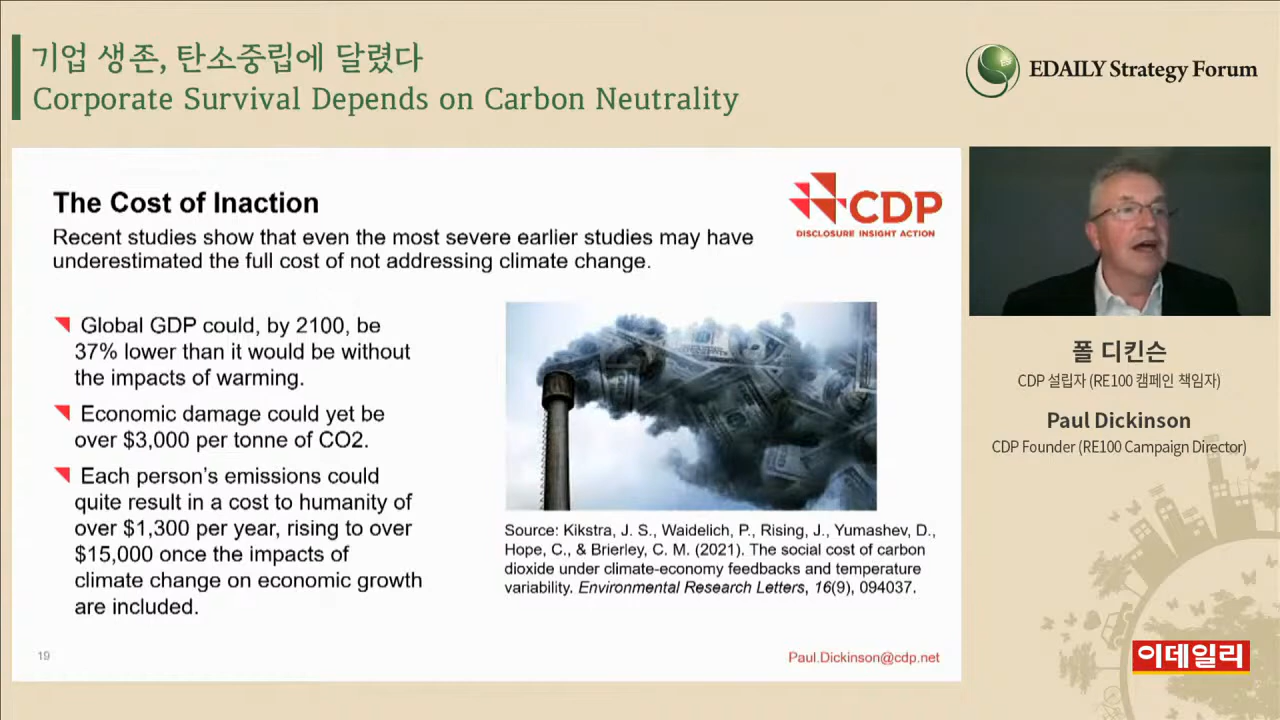 기업 생존, 탄소중립에 달렸다
Corporate Survival Depends on Carbon Neutrality
EDAILY Strategy Forum
The Cost of Inaction
Recent studies show that even the most severe earlier studies may have
underestimated the full cost of not addressing climate change.
CDP
DISCLOSURE INSIGHT ACTION
Global GDP could, by 2100, be
37% lower than it would be without
the impacts of warming.
Economic damage could yet be
over $3,000 per tonne of CO2.
Each person's emissions could
quite result in a cost to humanity of
over $1,300 per year, rising to over
$15,000 once the impacts of
climate change on economic growth
are included.
Source: Kikstra, J. S., Waidelich, P., Rising, J., Yumashev, D.,
Hope, C., & Brierley, C. M. (2021). The social cost of carbon
dioxide under climate-economy feedbacks and temperature
variability. Environmental Research Letters, 16(9), 094037.
19
Paul.Dickinson@cdp.net
폴 디킨슨
CDP 설립자 (RE100 캠페인 책임자)
Paul Dickinson
CDP Founder (RE100 Campaign Director)
이데일리